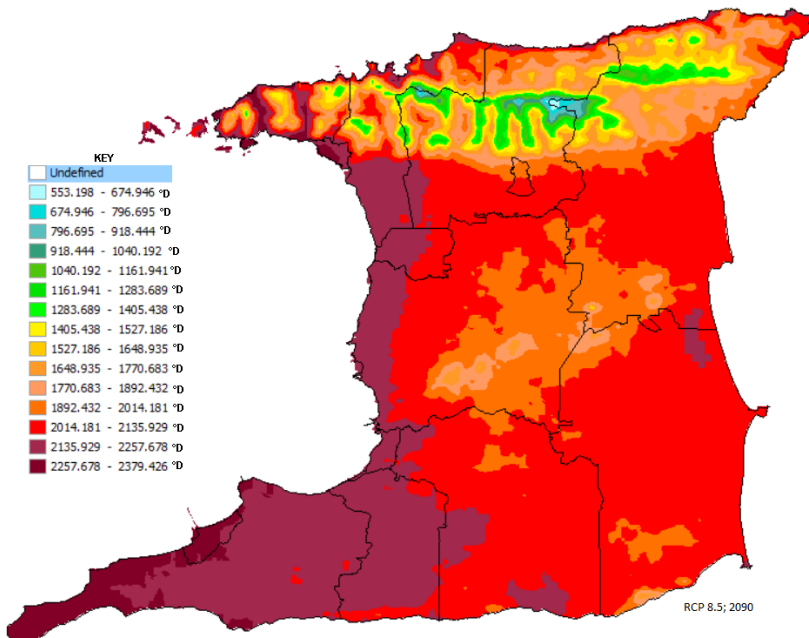 KEY
Undefined
553.198 - 674.946 °D
674.946 - 796.695 °D
796.695 - 918.444 °D
918.444 - 1040.192 °D
1040.192 - 1161.941 °D
1161.941 - 1283.689 °D
1283.689 - 1405.438 °D
1405.438 - 1527.186 °D
1527.186 - 1648.935 °D
1648.935 - 1770.683 °D
1770.683 - 1892.432 °D
1892.432 - 2014.181 °D
2014.181 - 2135.929 °D
2135.929 - 2257.678 °D
2257.678 - 2379.426 °D
RCP 8.5; 2090